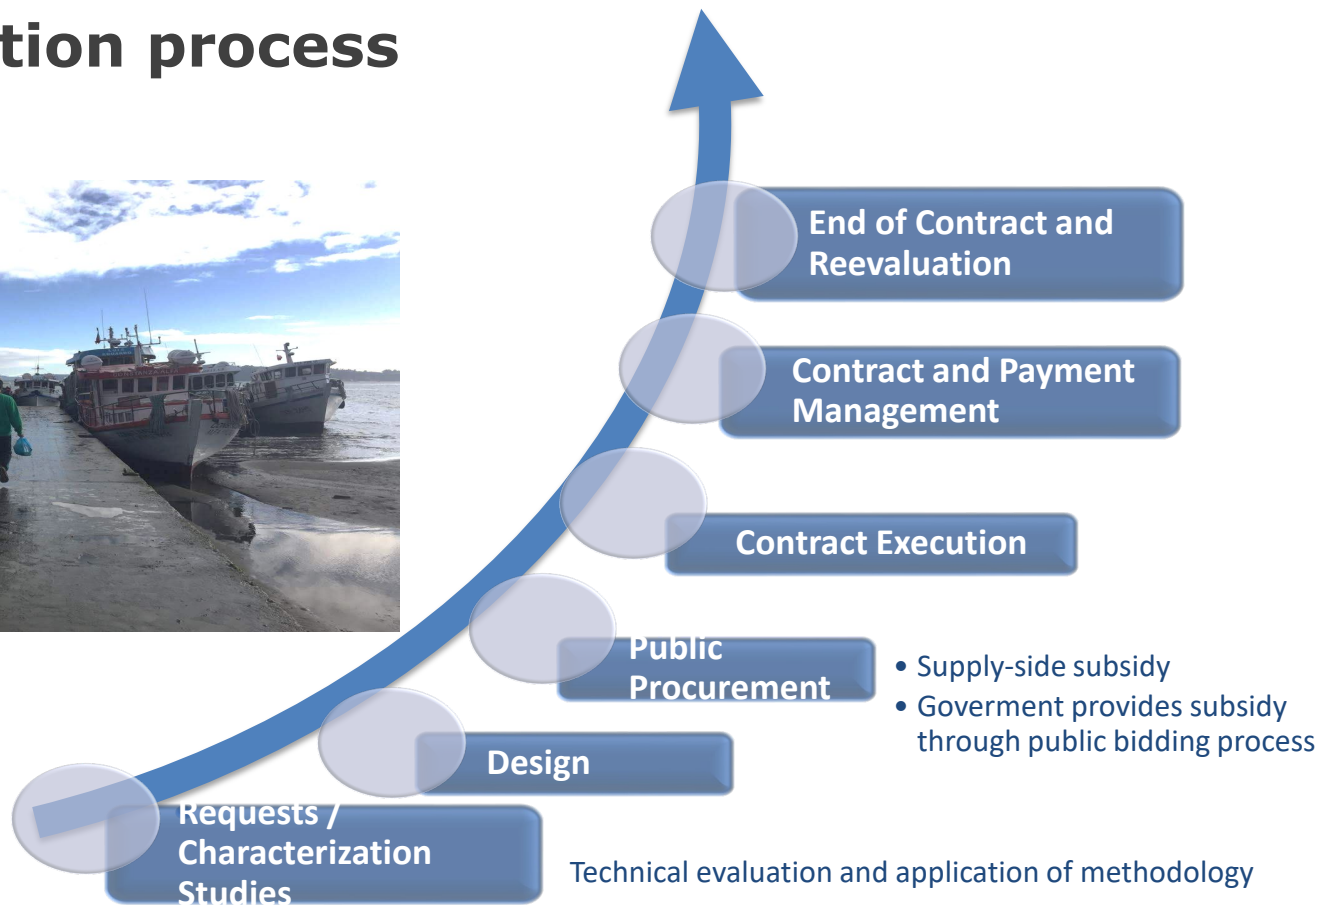 tion process
End of Contract and
Reevaluation
Contract and Payment
Management
Contract Execution
Public
Procurement
• Supply-side subsidy
• Goverment provides subsidy
through public bidding process
Design
Requests /
Characterization
Studies
Technical evaluation and application of methodology